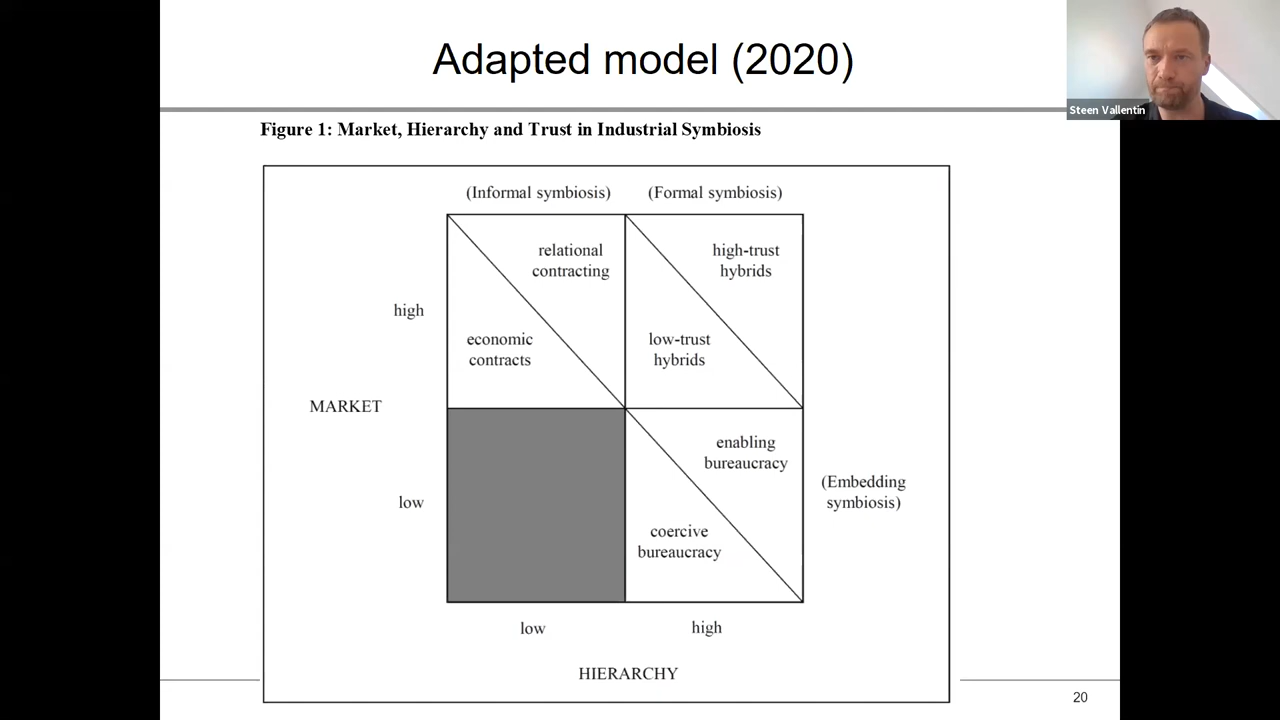 Adapted model (2020)
Steen Vallentin
Figure 1: Market, Hierarchy and Trust in Industrial Symbiosis
(Informal symbiosis)
(Formal symbiosis)
relational
contracting
high-trust
hybrids
high
economic
contracts
low-trust
hybrids
MARKET
enabling
bureaucracy
(Embedding
symbiosis)
low
coercive
bureaucracy
low
high
HIERARCHY
20